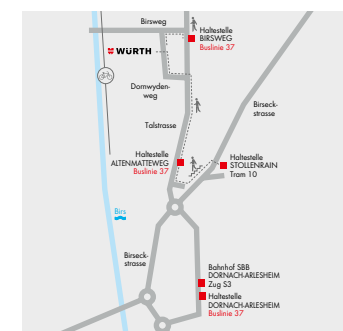 Birsweg
Haltestelle
BIRSWEG
Buslinie 37
WÜRTH
Domwyden-
weg
Birseck-
strasse
Talstrasse
Haltestelle
ALTENMATTEWEG
Buslinie 37
Haltestelle
STOLLENRAIN
Tram 10
Birs
Birseck-
strasse
Bahnhof SBB
DORNACH-ARLESHEIM
Zug S3
Haltestelle
DORNACH-ARLESHEIM
Buslinie 37